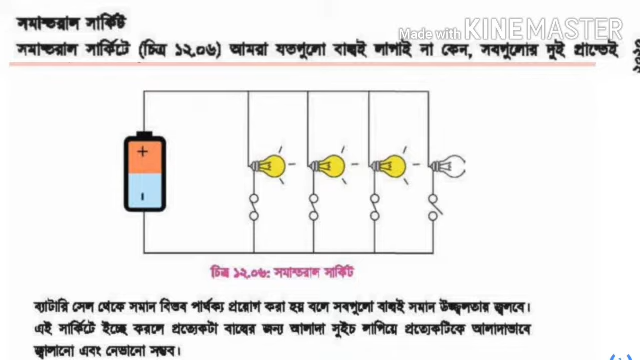 সমান্তরাল সার্কিট
Made with KINEMASTER
সমান্তরাল সার্কিটে (চিত্র ১২.০৬) আমরা যতগুলো বাল্বই লাগাই না কেন, সবগুলোর দুই প্রান্তেই
+
চিত্র ১২.০৬: সমান্তরাল সার্কিট
ব্যাটারি সেল থেকে সমান বিভব পার্থক্য প্রয়োগ করা হয় বলে সবগুলো বাল্বই সমান উজ্জ্বলতার জ্বলবে।
এই সার্কিটে ইচ্ছে করলে প্রত্যেকটা বাল্বের জন্য আলাদা সুইচ লাগিয়ে প্রত্যেকটিকে আলাদাভাবে
জ্বালানো এবং নেভানো সম্ভব।